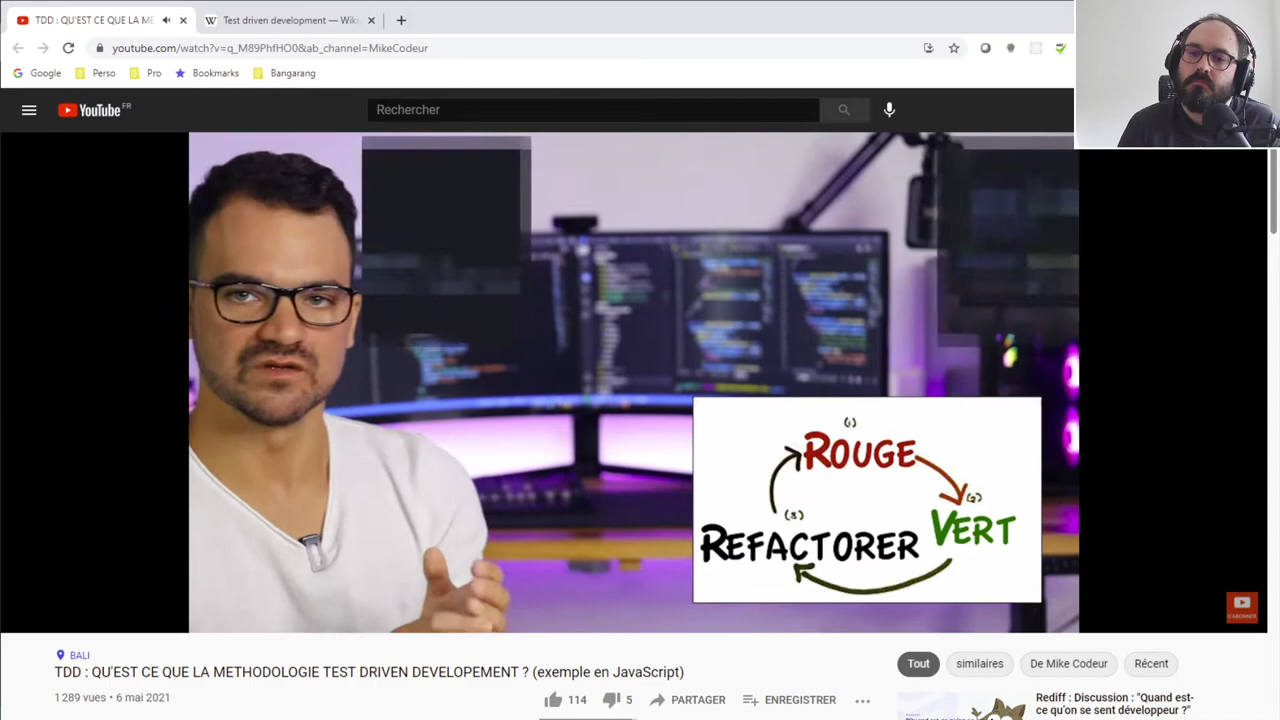 TDD : QU'EST CE QUE LA ME
Test driven development — Wiki
youtube.com/watch?v=q_M89PhfHO0&ab_channel=MikeCodeur
Google
Perso
Pro
Bookmarks
Bangarang
YouTube FR
Rechercher
(1)
ROUGE
(2)
VERT
(3)
REFACTORER
S'ABONNER
BALI
TDD : QU'EST CE QUE LA METHODOLOGIE TEST DRIVEN DEVELOPEMENT ? (exemple en JavaScript)
1 289 vues • 6 mai 2021
114
5
PARTAGER
ENREGISTRER
Tout
similaires
De Mike Codeur
Récent
Rediff : Discussion : "Quand est-
ce qu'on se sent développeur ?"